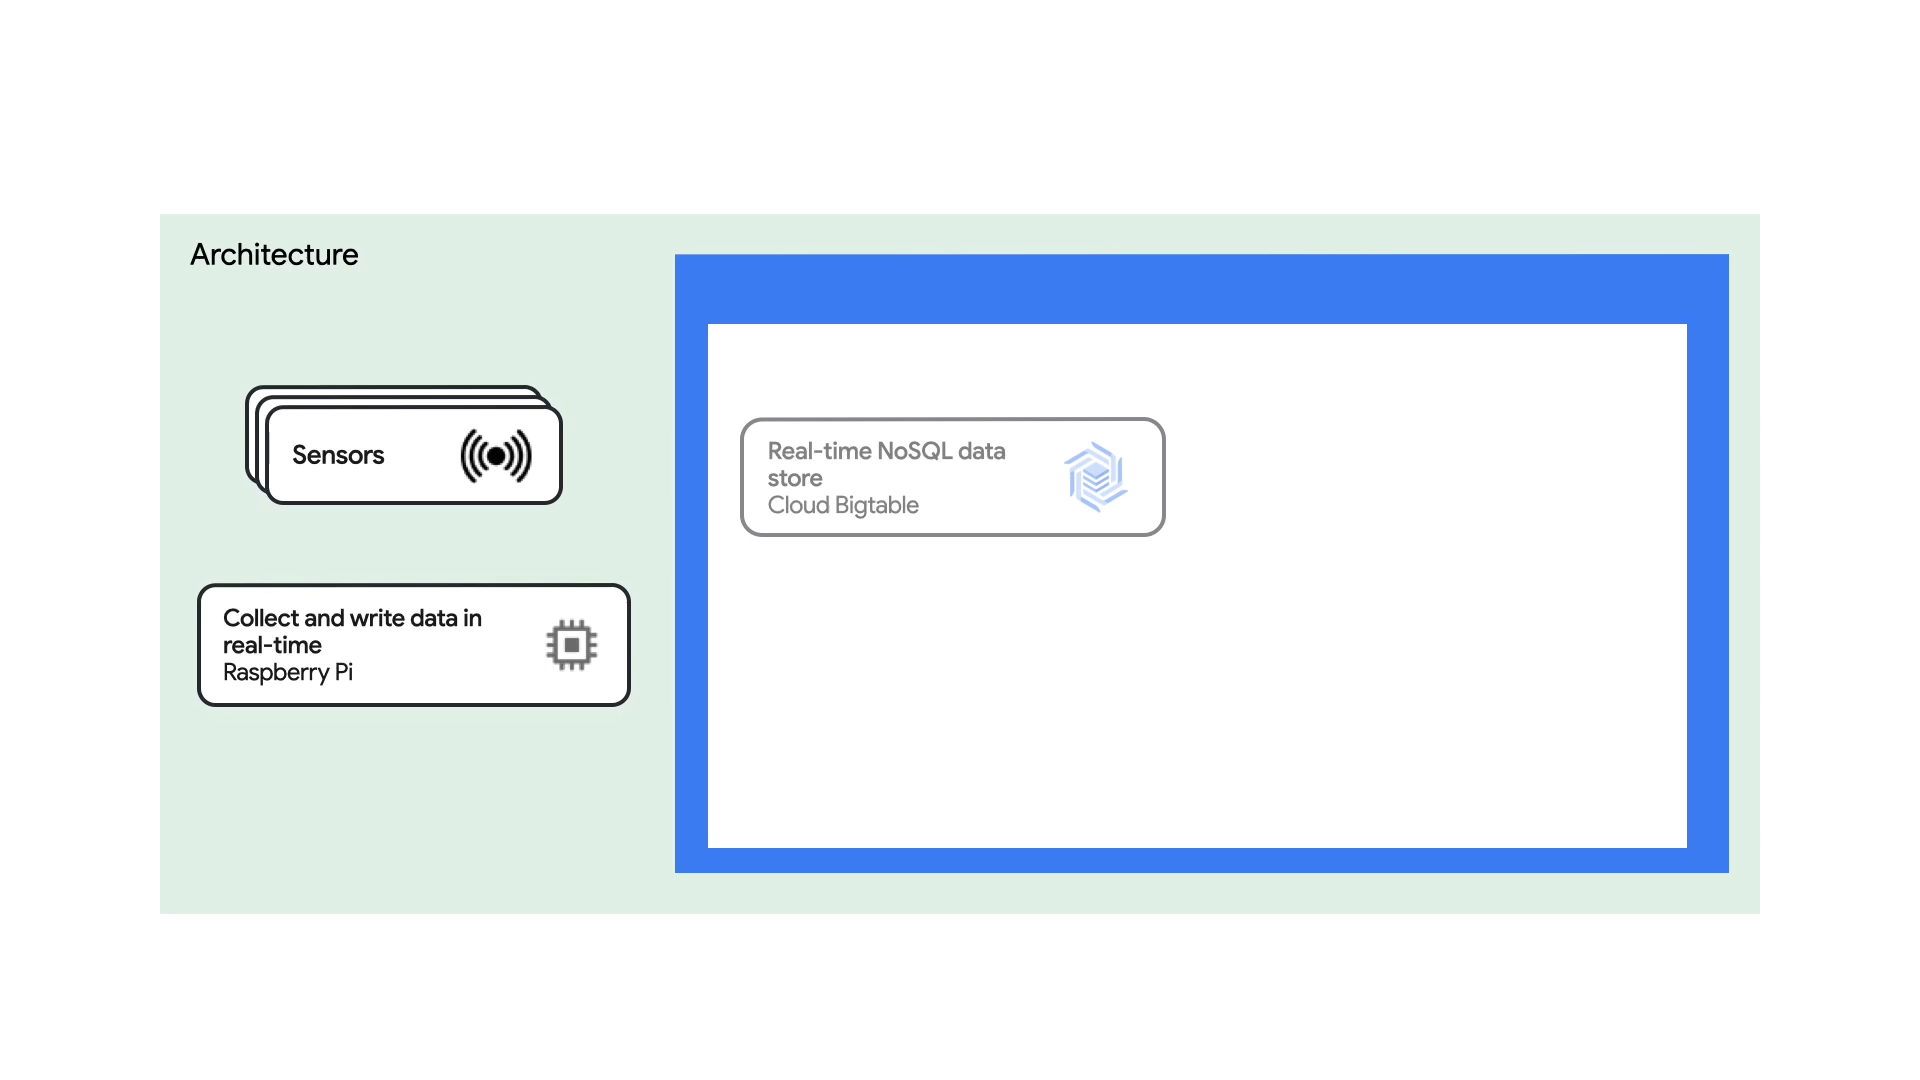 Architecture
Sensors
Collect and write data in
real-time
Raspberry Pi
Real-time NoSQL data
store
Cloud Bigtable